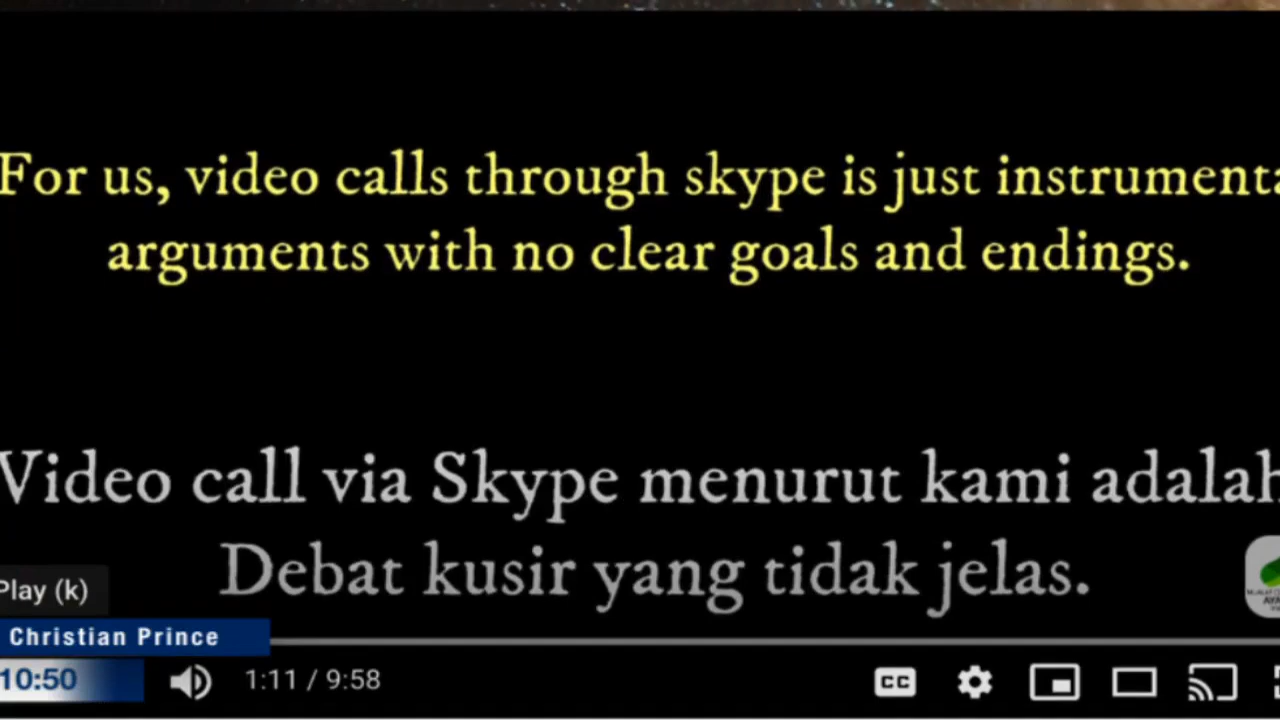 For us, video calls through skype is just instrumenta
arguments with no clear goals and endings.
Video call via Skype menurut kami adalah
Debat kusir yang tidak jelas.
Play (k)
Christian Prince
10:50
1:11 / 9:58
CC